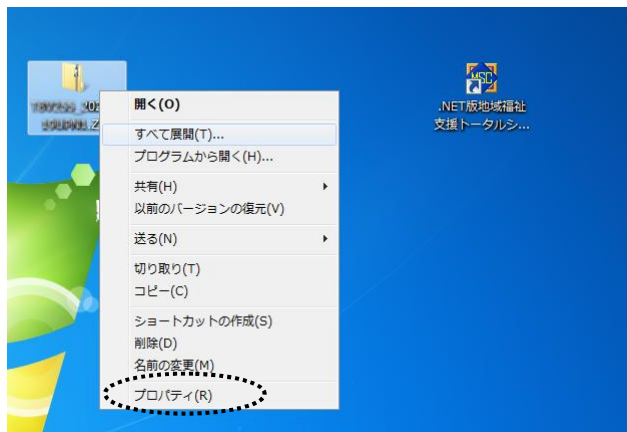 開く(O)
すべて展開(T)...
プログラムから開く(H)...
共有(H)
以前のバージョンの復元(V)
送る(N)
切り取り(T)
コピー(C)
ショートカットの作成(S)
削除(D)
名前の変更(M)
プロパティ(R)
MSC
.NET版地域福祉
支援トータルシ...